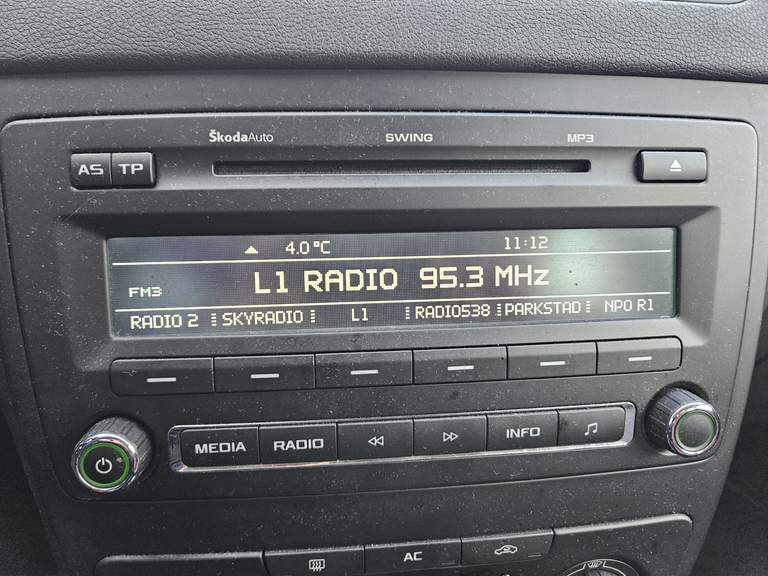 ŠkodaAuto SWING MP3
AS TP
4.0°C 11:12
FM3 L1 RADIO 95.3 MHz
RADIO 2 SKYRADIO L1 RADIO538 PARKSTAD NPO R1
MEDIA RADIO INFO
AC